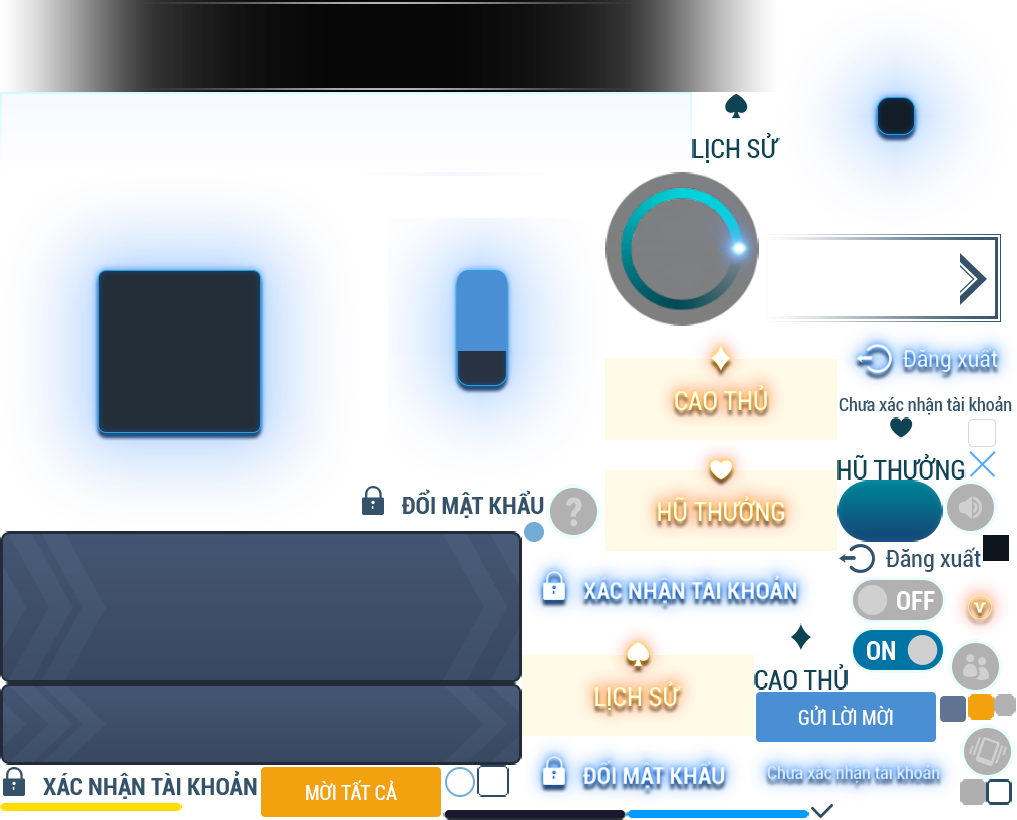 LỊCH SỬ
CAO THỦ
Đăng xuất
Chưa xác nhận tài khoản
HŨ THƯỞNG
ĐỔI MẬT KHẨU
?
HŨ THƯỞNG
Đăng xuất
XÁC NHẬN TÀI KHOẢN
OFF
V
ON
CAO THỦ
LỊCH SỬ
GỬI LỜI MỜI
ĐỔI MẬT KHẨU
Chưa xác nhận tài khoản
XÁC NHẬN TÀI KHOẢN
MỜI TẤT CẢ